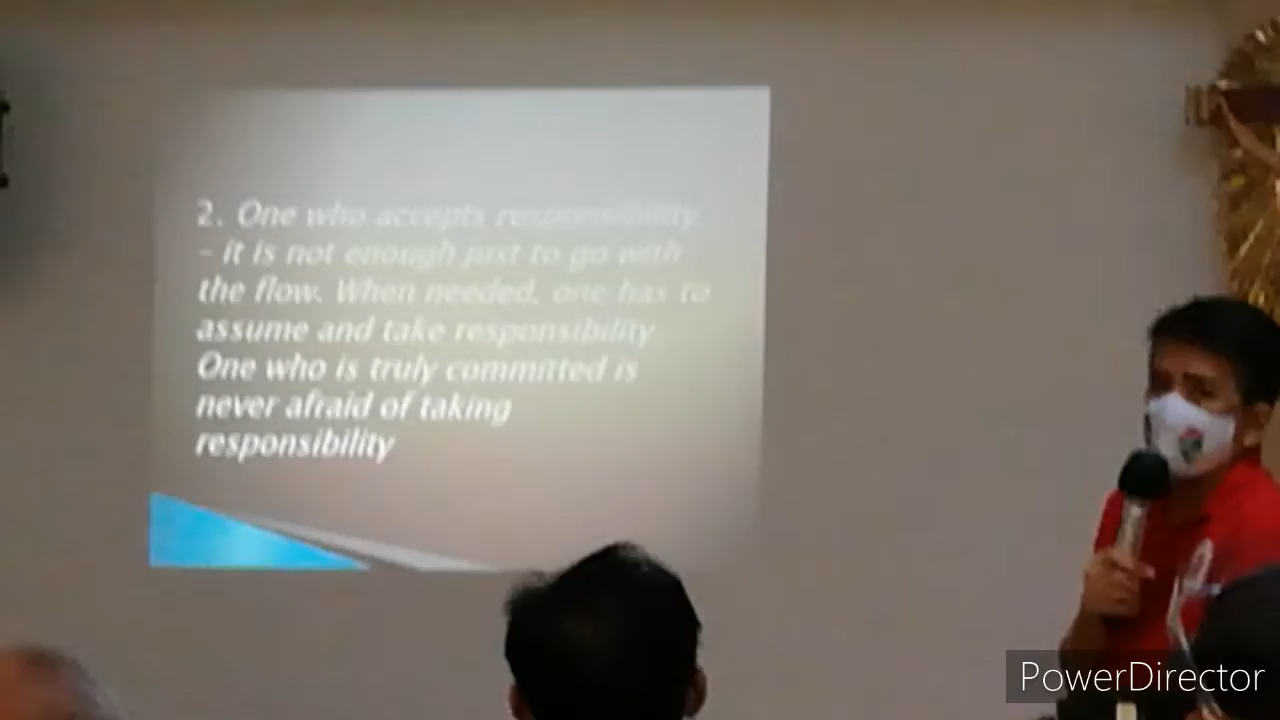 2. One who accepts responsibility
- it is not enough just to go with
the flow. When needed, one has to
assume and take responsibility
One who is truly committed is
never afraid of taking
responsibility
PowerDirector